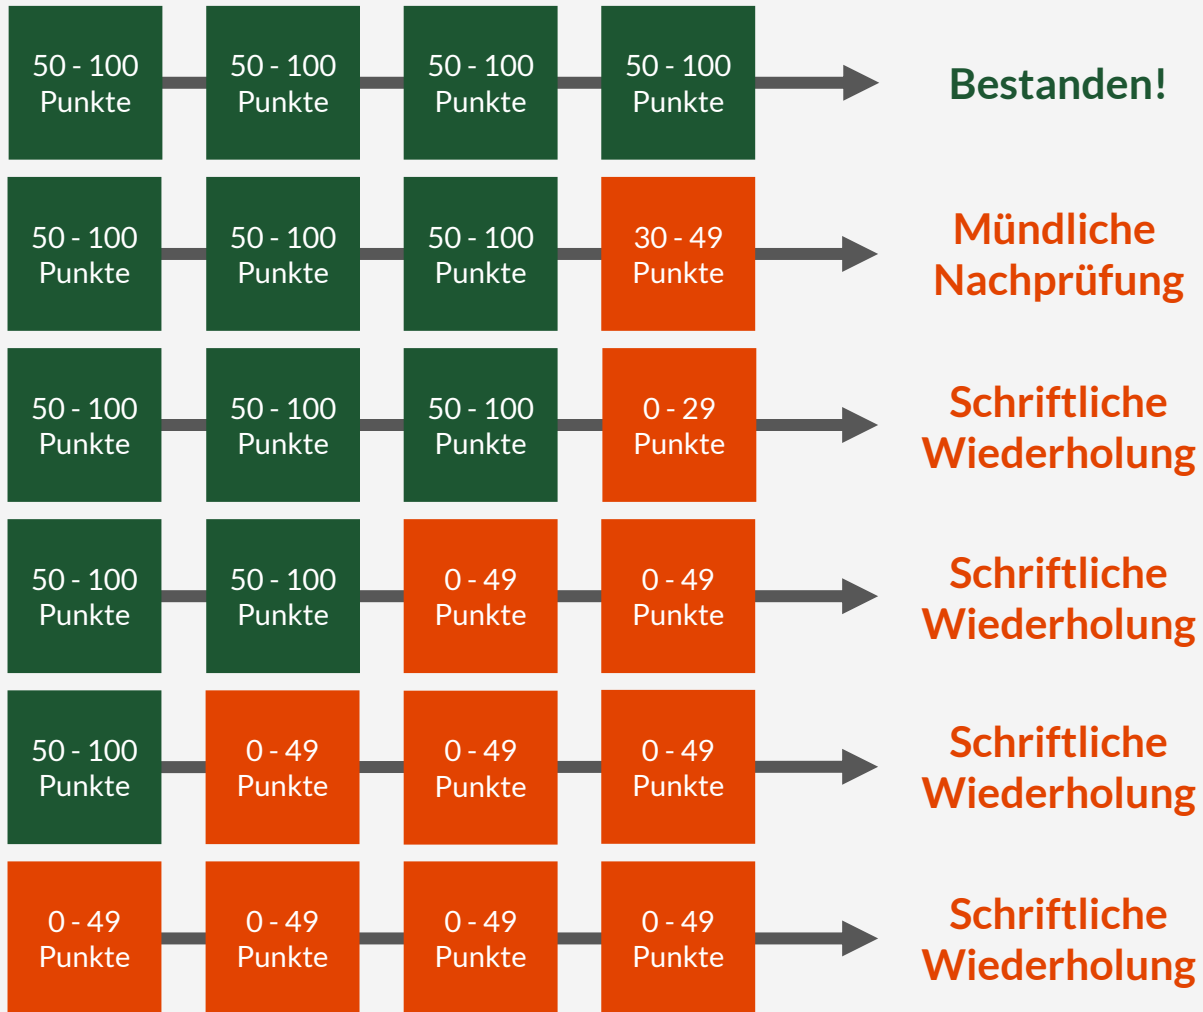 50 - 100
Punkte
50 - 100
Punkte
50 - 100
Punkte
50 - 100
Punkte
Bestanden!
50 - 100
Punkte
50 - 100
Punkte
50 - 100
Punkte
30 - 49
Punkte
Mündliche
Nachprüfung
50 - 100
Punkte
50 - 100
Punkte
50 - 100
Punkte
0 - 29
Punkte
Schriftliche
Wiederholung
50 - 100
Punkte
50 - 100
Punkte
0 - 49
Punkte
0 - 49
Punkte
Schriftliche
Wiederholung
50 - 100
Punkte
0 - 49
Punkte
0 - 49
Punkte
0 - 49
Punkte
Schriftliche
Wiederholung
0 - 49
Punkte
0 - 49
Punkte
0 - 49
Punkte
0 - 49
Punkte
Schriftliche
Wiederholung